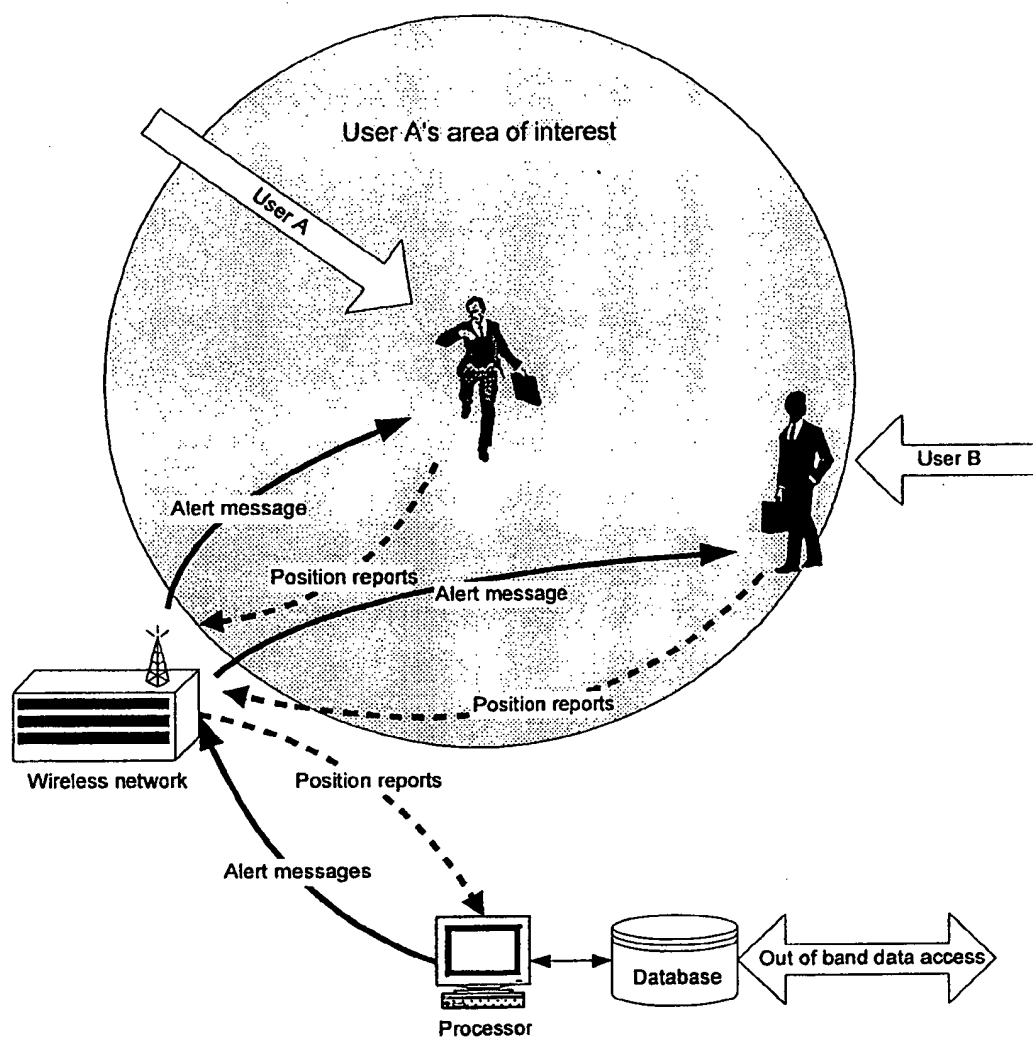 User A's area of interest
User A
User B
Alert message
Position reports
Alert message
Position reports
Wireless network
Position reports
Alert messages
Out of band data access
Database
Processor